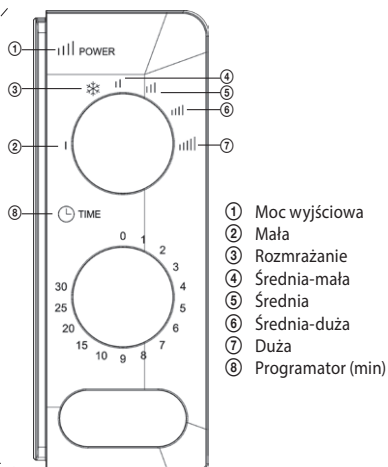 ① POWER
④
③
⑤
⑥
②
⑦
⑧ TIME
0
1
2
3
4
5
6
7
8
9
10
15
20
25
30
① Moc wyjściowa
② Mała
③ Rozmrażanie
④ Średnia-mała
⑤ Średnia
⑥ Średnia-duża
⑦ Duża
⑧ Programator (min)